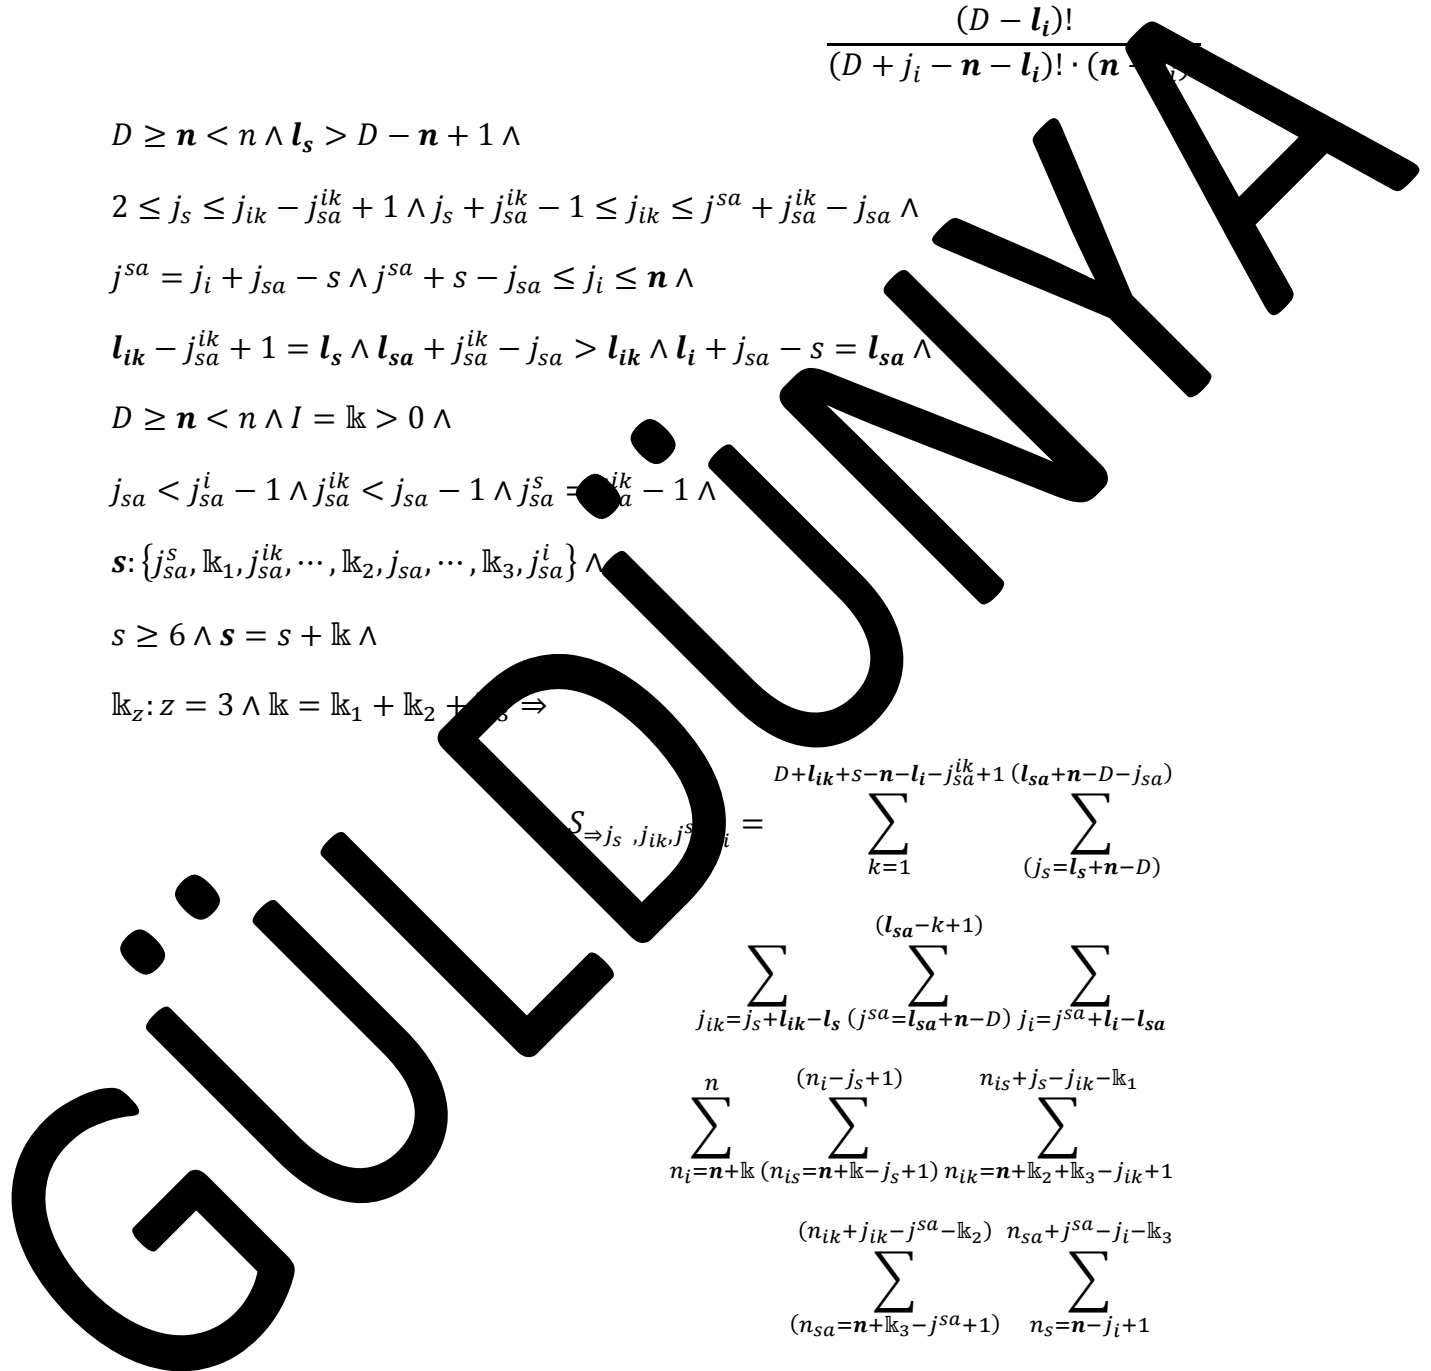 (D − l_i)!
(D + j_i − n − l_i)! · (n
D ≥ n < n ∧ l_s > D − n + 1 ∧
2 ≤ j_s ≤ j_ik − j_sa^ik + 1 ∧ j_s + j_sa^ik − 1 ≤ j_ik ≤ j^sa + j_sa^ik − j_sa ∧
j^sa = j_i + j_sa − s ∧ j^sa + s − j_sa ≤ j_i ≤ n ∧
l_ik − j_sa^ik + 1 = l_s ∧ l_sa + j_sa^ik − j_sa > l_ik ∧ l_i + j_sa − s = l_sa ∧
D ≥ n < n ∧ I = 𝕜 > 0 ∧
j_sa < j_sa^i − 1 ∧ j_sa^ik < j_sa − 1 ∧ j_sa^s = − 1 ∧
s: {j_sa^s, 𝕜_1, j_sa^ik, ⋯ , 𝕜_2, j_sa, ⋯ , 𝕜_3, j_sa^i} ∧
s ≥ 6 ∧ s = s + 𝕜 ∧
𝕜_z: z = 3 ∧ 𝕜 = 𝕜_1 + 𝕜_2 + ⇒
D+l_ik+s−n−l_i−j_sa^ik+1 (l_sa+n−D−j_sa)
S_⇒j_s ,j_ik, = ∑ ∑
k=1 (j_s=l_s+n−D)
(l_sa−k+1)
∑ ∑ ∑
j_ik=j_s+l_ik−l_s (j^sa=l_sa+n−D) j_i=j^sa+l_i−l_sa
n (n_i−j_s+1) n_is+j_s−j_ik−𝕜_1
∑ ∑ ∑
n_i=n+𝕜 (n_is=n+𝕜−j_s+1) n_ik=n+𝕜_2+𝕜_3−j_ik+1
(n_ik+j_ik−j^sa−𝕜_2) n_sa+j^sa−j_i−𝕜_3
∑ ∑
(n_sa=n+𝕜_3−j^sa+1) n_s=n−j_i+1
GÜLDÜNYA